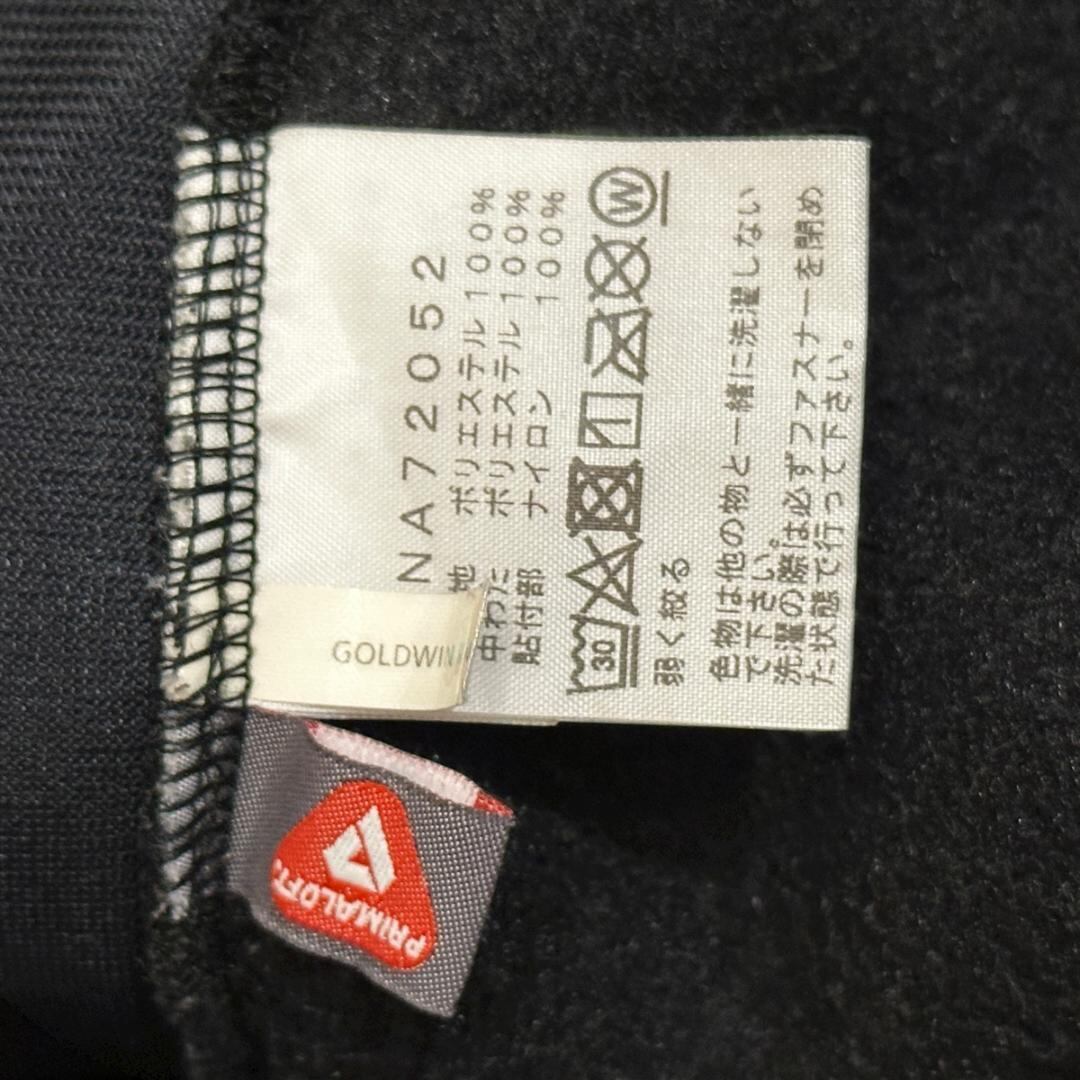 NA72052
地 ポリエステル100%
中わた ポリエステル100%
貼付部 ナイロン 100%
30
W
弱く絞る
色物は他の物と一緒に洗濯しない
で下さい。
洗濯の際は必ずファスナーを閉め
た状態で行って下さい。
GOLDWIN
PRIMALOFT